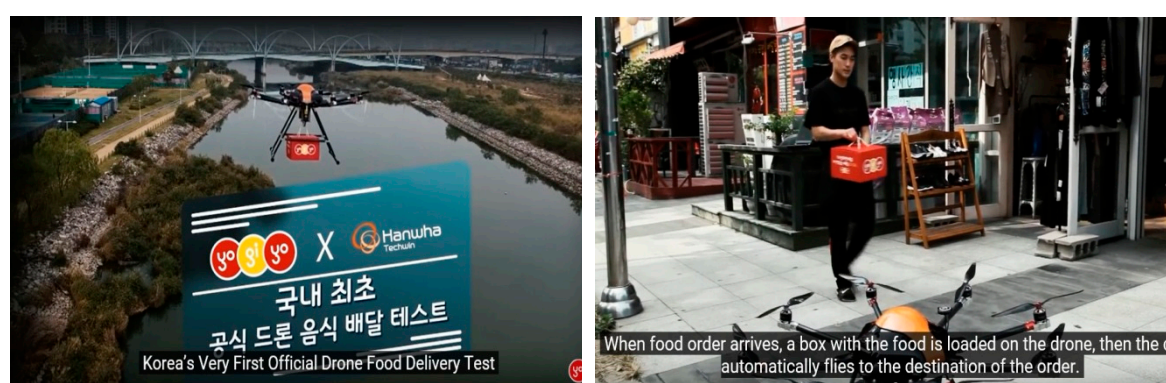 yo gi yo X Hanwha
Techwin
국내 최초
공식 드론 음식 배달 테스트
Korea's Very First Official Drone Food Delivery Test
yo
When food order arrives, a box with the food is loaded on the drone, then the
automatically flies to the destination of the order.